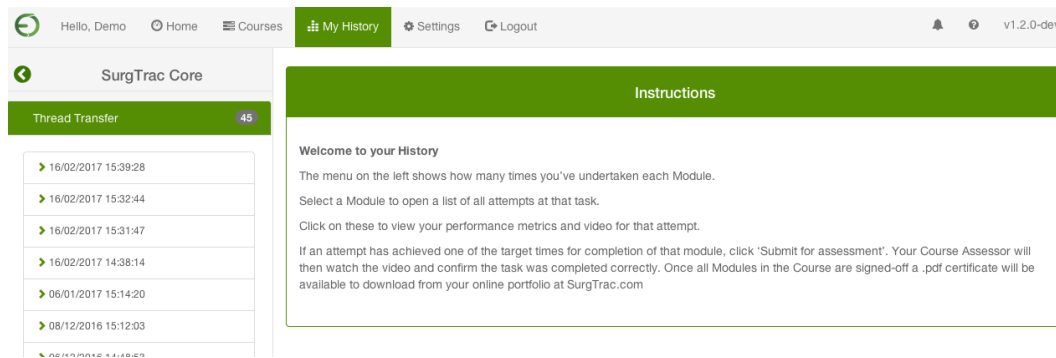 Hello, Demo Home Courses My History Settings Logout v1.2.0-dev
SurgTrac Core
Thread Transfer 45
16/02/2017 15:39:28
16/02/2017 15:32:44
16/02/2017 15:31:47
16/02/2017 14:38:14
06/01/2017 15:14:20
08/12/2016 15:12:03
06/12/2016 14:48:53
Instructions
Welcome to your History
The menu on the left shows how many times you've undertaken each Module.
Select a Module to open a list of all attempts at that task.
Click on these to view your performance metrics and video for that attempt.
If an attempt has achieved one of the target times for completion of that module, click ‘Submit for assessment’. Your Course Assessor will
then watch the video and confirm the task was completed correctly. Once all Modules in the Course are signed-off a .pdf certificate will be
available to download from your online portfolio at SurgTrac.com